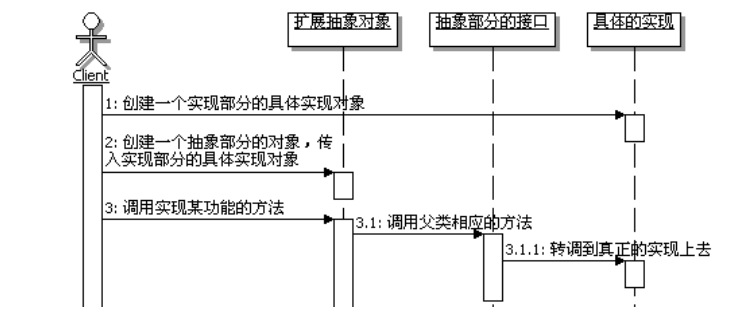 扩展抽象对象
抽象部分的接口
具体的实现
Client
1: 创建一个实现部分的具体实现对象
2: 创建一个抽象部分的对象，传
入实现部分的具体实现对象
3: 调用实现某功能的方法
3.1: 调用父类相应的方法
3.1.1: 转调到真正的实现上去